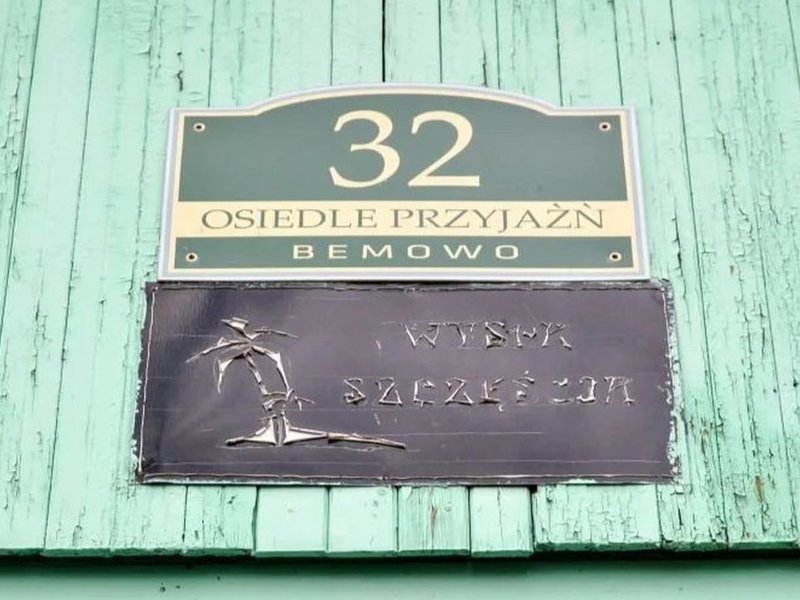 32
OSIEDLE PRZYJAŹŃ
BEMOWO
WYSPA
SZCZĘŚCIA